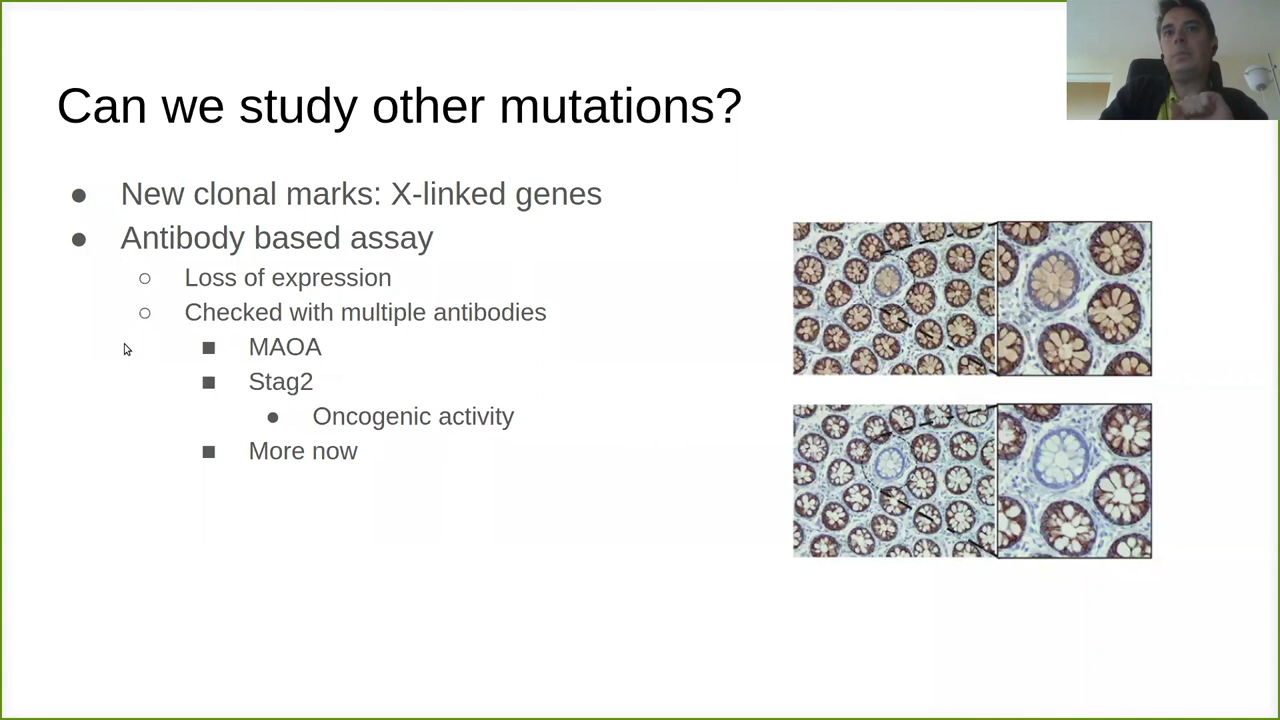 Can we study other mutations?
● New clonal marks: X-linked genes
● Antibody based assay
○ Loss of expression
○ Checked with multiple antibodies
■ MAOA
■ Stag2
● Oncogenic activity
■ More now